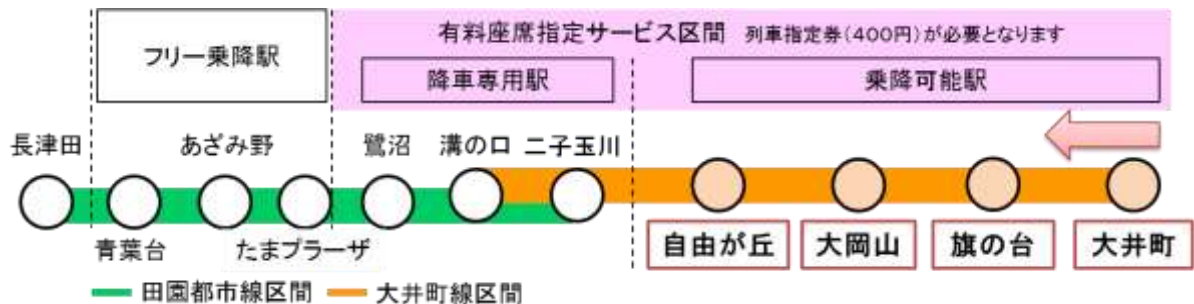 有料座席指定サービス区間 列車指定券(400円)が必要となります
フリー乗降駅
降車専用駅
乗降可能駅
長津田
あざみ野
鷺沼
溝の口
二子玉川
青葉台
たまプラーザ
自由が丘
大岡山
旗の台
大井町
田園都市線区間
大井町線区間